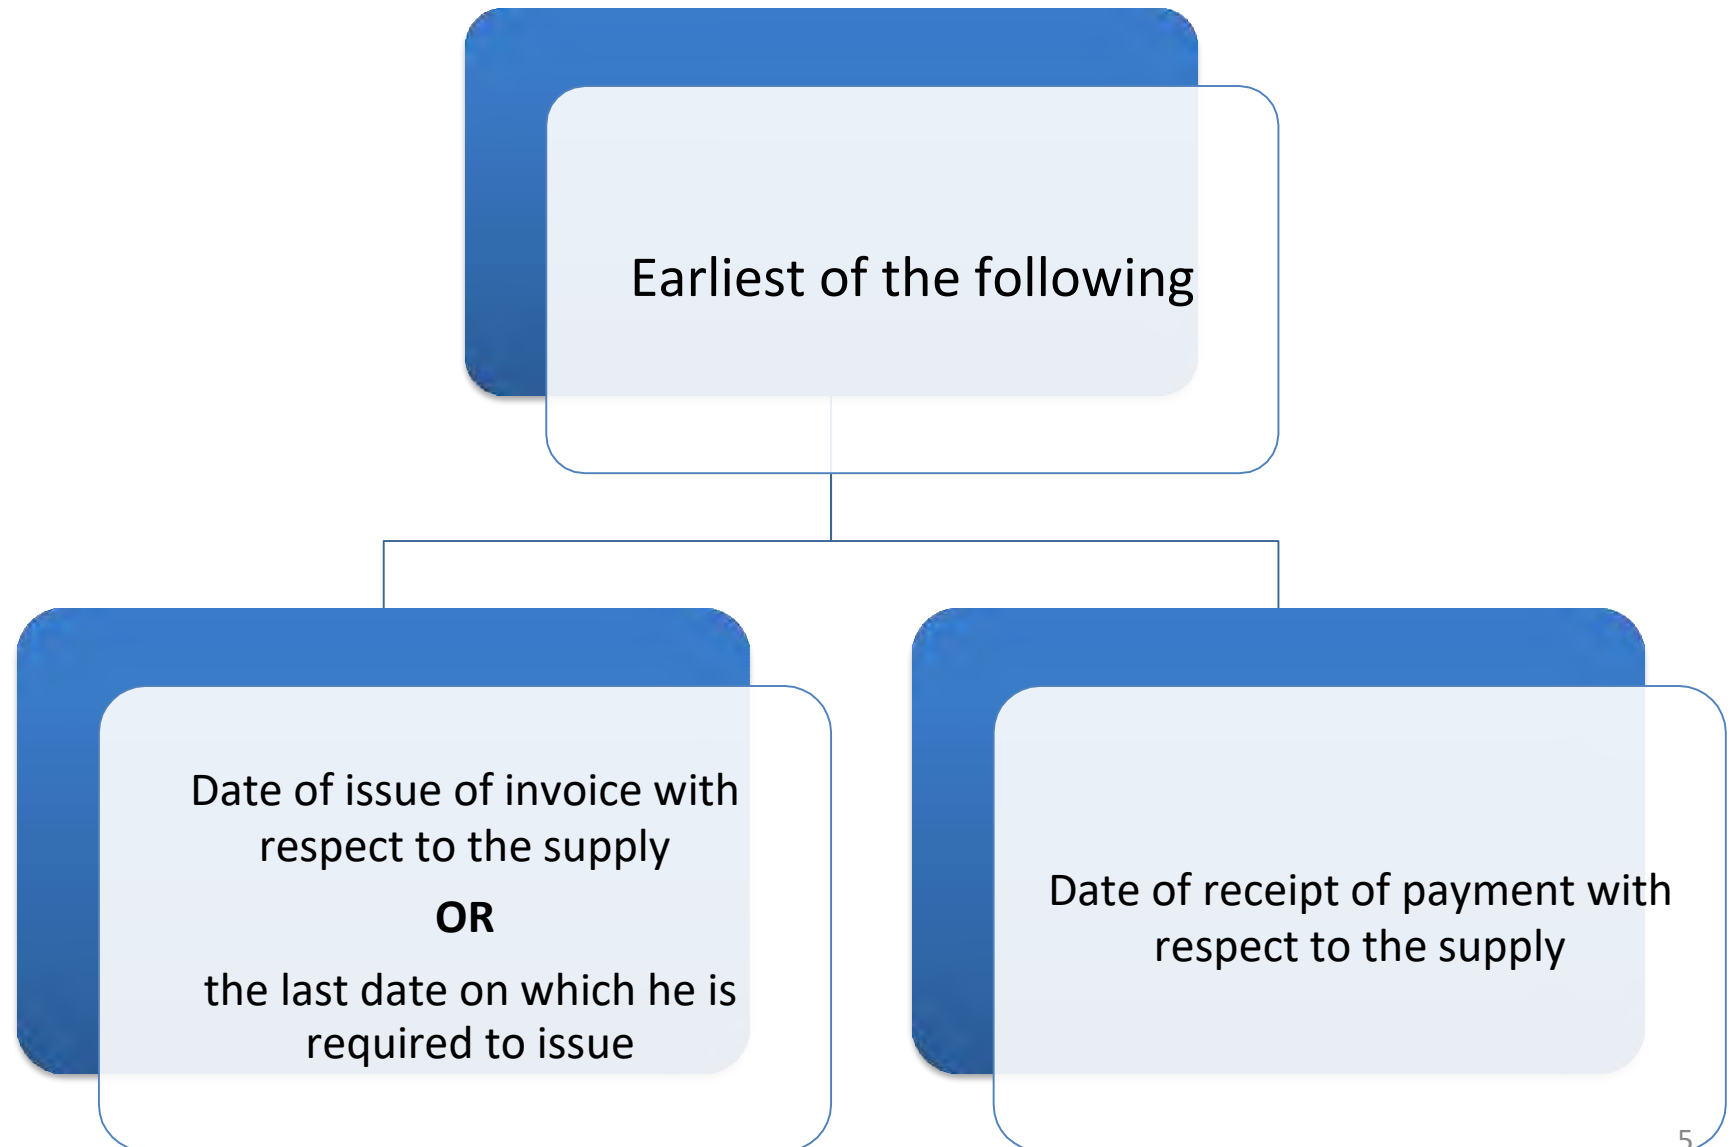 Earliest of the following
Date of issue of invoice with
respect to the supply
OR
the last date on which he is
required to issue
Date of receipt of payment with
respect to the supply
5